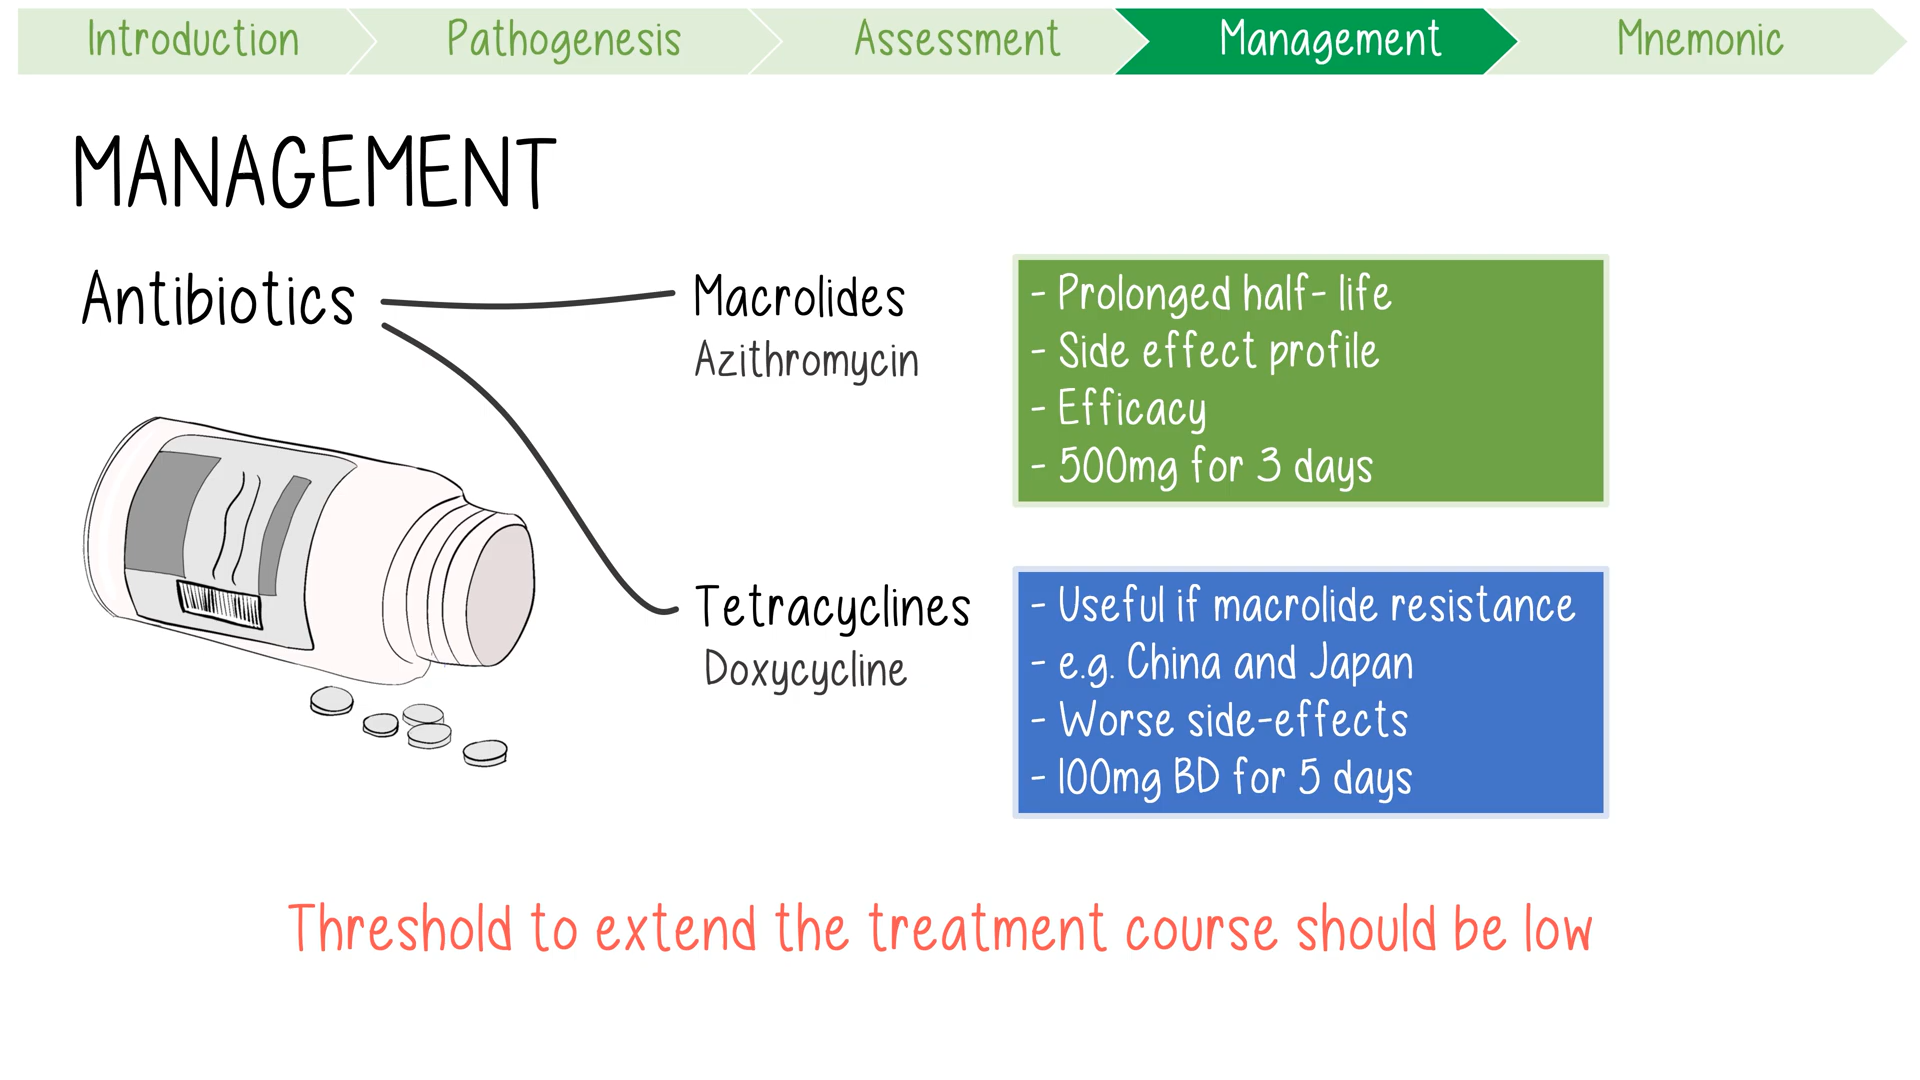 Introduction
Pathogenesis
Assessment
Management
Mnemonic
MANAGEMENT
Antibiotics
Macrolides
Azithromycin
- Prolonged half- life
- Side effect profile
- Efficacy
- 500mg for 3 days
Tetracyclines
Doxycycline
- Useful if macrolide resistance
- e.g. China and Japan
- Worse side-effects
- 100mg BD for 5 days
Threshold to extend the treatment course should be low